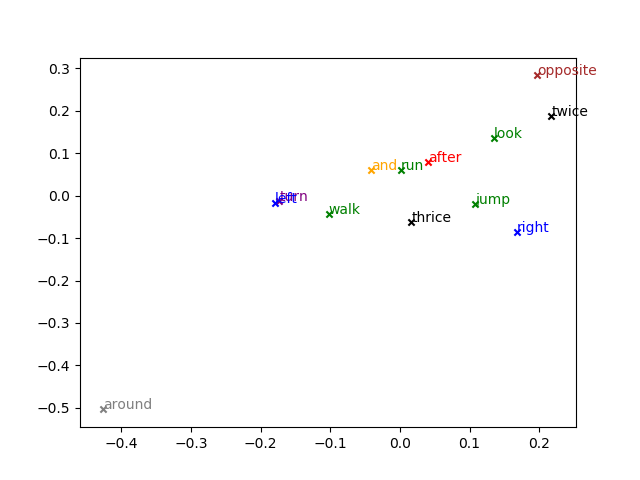 0.3
opposite
0.2
twice
look
0.1
after
and
run
0.0
left
turn
jump
walk
thrice
right
−0.1
−0.2
−0.3
−0.4
−0.5
around
−0.4 −0.3 −0.2 −0.1 0.0 0.1 0.2